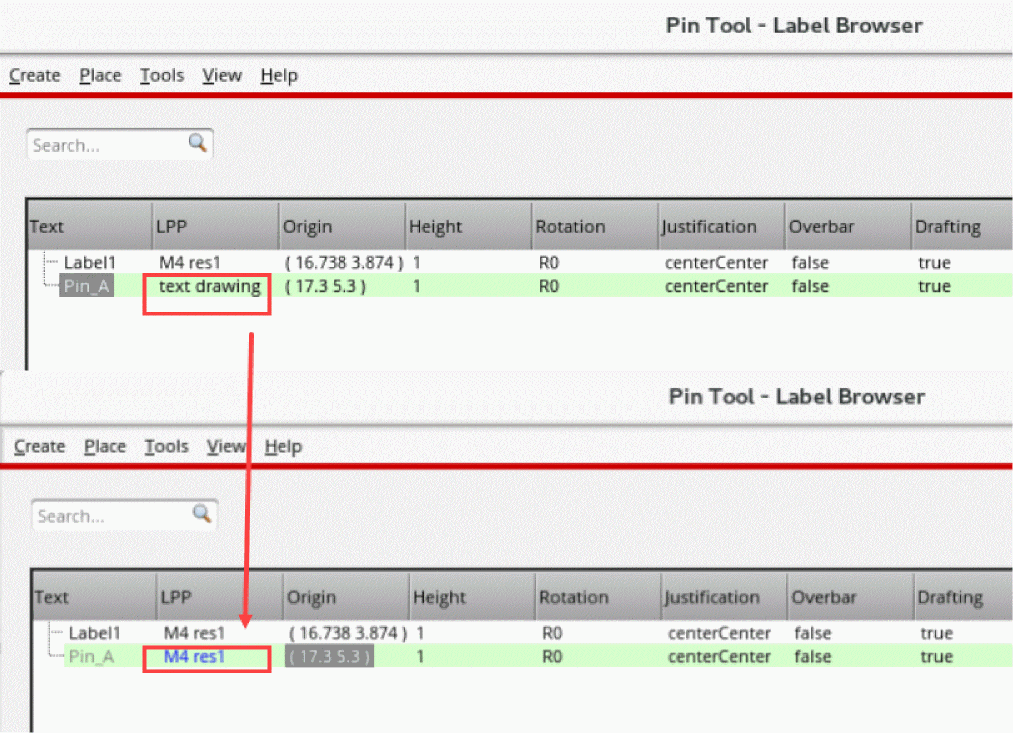 Pin Tool - Label Browser
Create Place Tools View Help
Search...
Text LPP Origin Height Rotation Justification Overbar Drafting
Label1 M4 res1 ( 16.738 3.874 ) 1 R0 centerCenter false true
Pin_A text drawing ( 17.3 5.3 ) 1 R0 centerCenter false true
Pin Tool - Label Browser
Create Place Tools View Help
Search...
Text LPP Origin Height Rotation Justification Overbar Drafting
Label1 M4 res1 ( 16.738 3.874 ) 1 R0 centerCenter false true
Pin_A M4 res1 ( 17.3 5.3 ) 1 R0 centerCenter false true